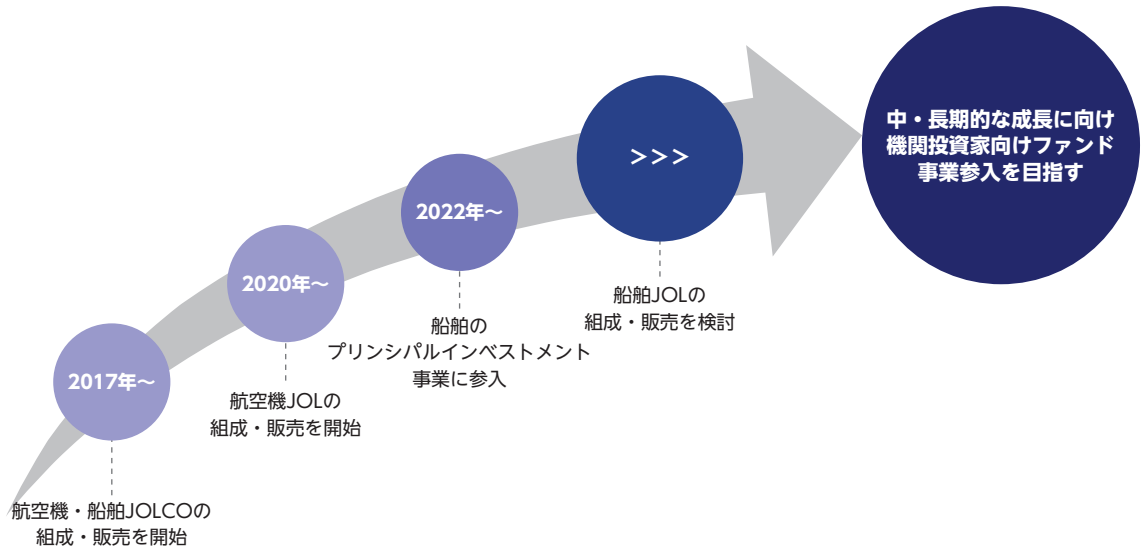 2017年～
航空機・船舶JOLCOの
組成・販売を開始
2020年～
航空機JOLの
組成・販売を開始
2022年～
船舶の
プリンシパルインベストメント
事業に参入
>>>
船舶JOLの
組成・販売を検討
中・長期的な成長に向け
機関投資家向けファンド
事業参入を目指す